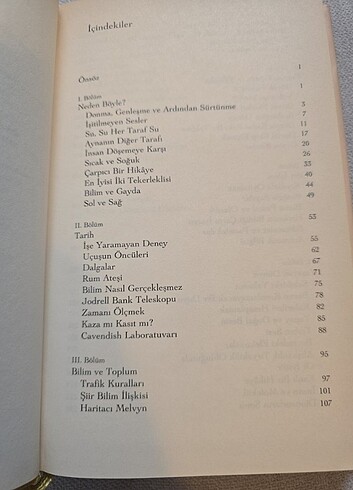 İçindekiler
Önsöz 1
I. Bölüm 1
Neden Böyle?
Donma, Genleşme ve Ardından Sürtünme 3
İşitilmeyen Sesler 7
Su, Su Her Taraf Su 11
Aynanın Diğer Tarafı 17
İnsan Döşemeye Karşı 20
Sıcak ve Soğuk 26
Çarpıcı Bir Hikâye 33
En İyisi İki Tekerleklisi 40
Bilim ve Gayda 44
Sol ve Sağ 49
II. Bölüm 53
Tarih
İşe Yaramayan Deney 55
Uçuşun Öncüleri 62
Dalgalar 67
Rum Ateşi 71
Bilim Nasıl Gerçekleşmez 75
Jodrell Bank Teleskopu 78
Zamanı Ölçmek 82
Kaza mı Kasıt mı? 85
Cavendish Laboratuvarı 88
III. Bölüm 95
Bilim ve Toplum
Trafik Kuralları 97
Şiir Bilim İlişkisi 101
Haritacı Melvyn 107